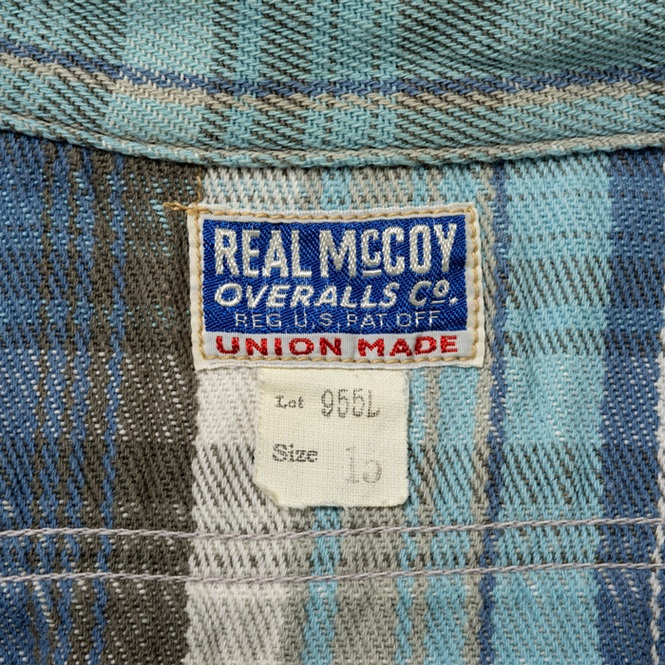 REAL McCOY
OVERALLS Co.
REG U.S. PAT OFF
UNION MADE
Lot 955L
Size 15